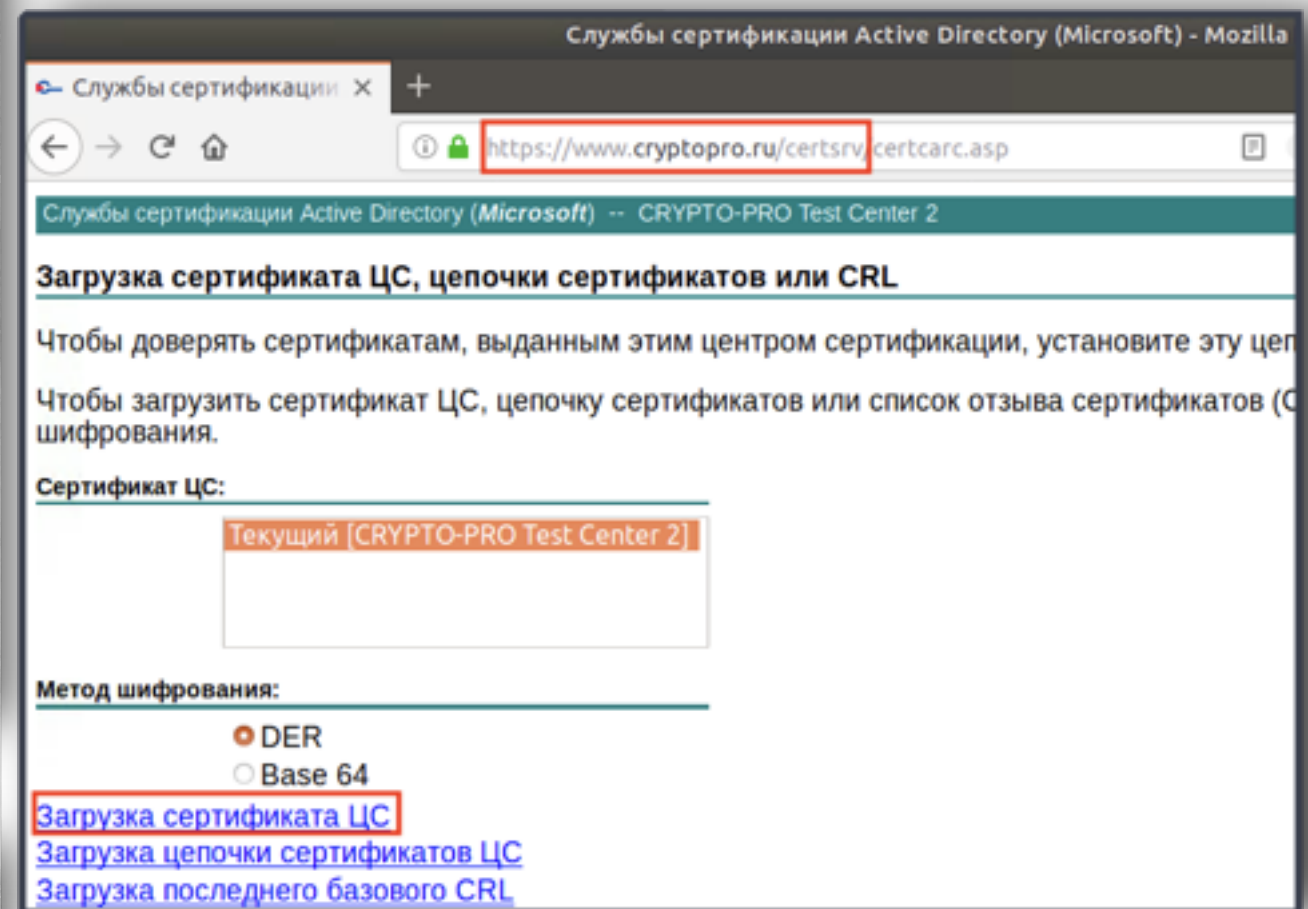 Службы сертификации Active Directory (Microsoft) - Mozilla
Службы сертификации
https://www.cryptopro.ru/certsrv/certcarc.asp
Службы сертификации Active Directory (Microsoft) -- CRYPTO-PRO Test Center 2
Загрузка сертификата ЦС, цепочки сертификатов или CRL
Чтобы доверять сертификатам, выданным этим центром сертификации, установите эту цеп
Чтобы загрузить сертификат ЦС, цепочку сертификатов или список отзыва сертификатов (C
шифрования.
Сертификат ЦС:
Текущий [CRYPTO-PRO Test Center 2]
Метод шифрования:
DER
Base 64
Загрузка сертификата ЦС
Загрузка цепочки сертификатов ЦС
Загрузка последнего базового CRL